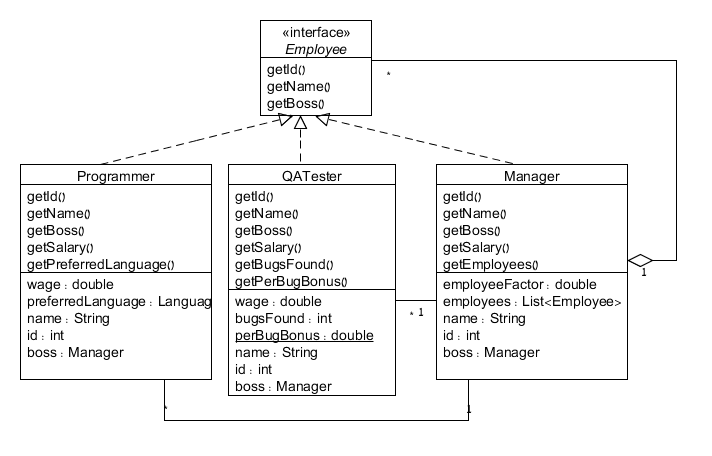 «interface»
Employee
getId()
getName()
getBoss()
*
Programmer
getId()
getName()
getBoss()
getSalary()
getPreferredLanguage()
wage : double
preferredLanguage : Languag
name : String
id : int
boss : Manager
QATester
getId()
getName()
getBoss()
getSalary()
getBugsFound()
getPerBugBonus()
wage : double
bugsFound : int
perBugBonus : double
name : String
id : int
boss : Manager
Manager
getId()
getName()
getBoss()
getSalary()
getEmployees()
employeeFactor : double
employees : List<Employee>
name : String
id : int
boss : Manager
1
* 1
*
1